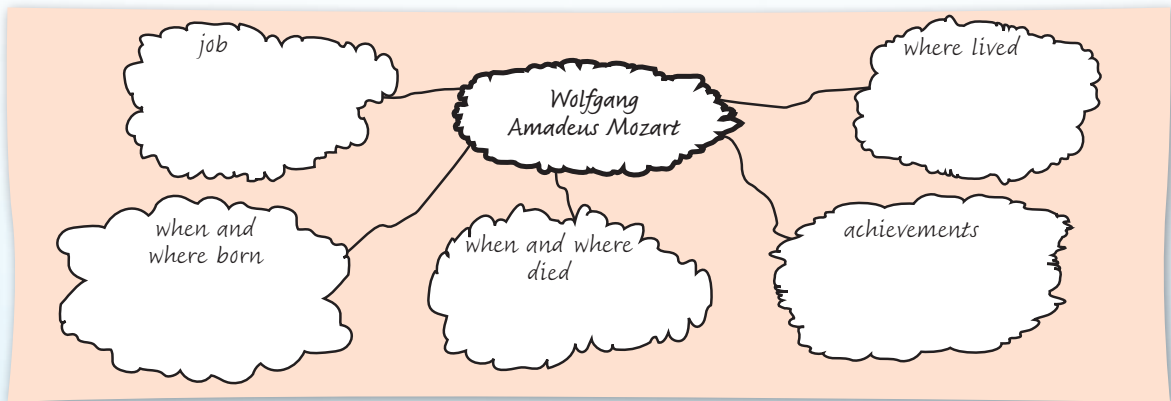 job
Wolfgang
Amadeus Mozart
where lived
when and
where born
when and where
died
achievements